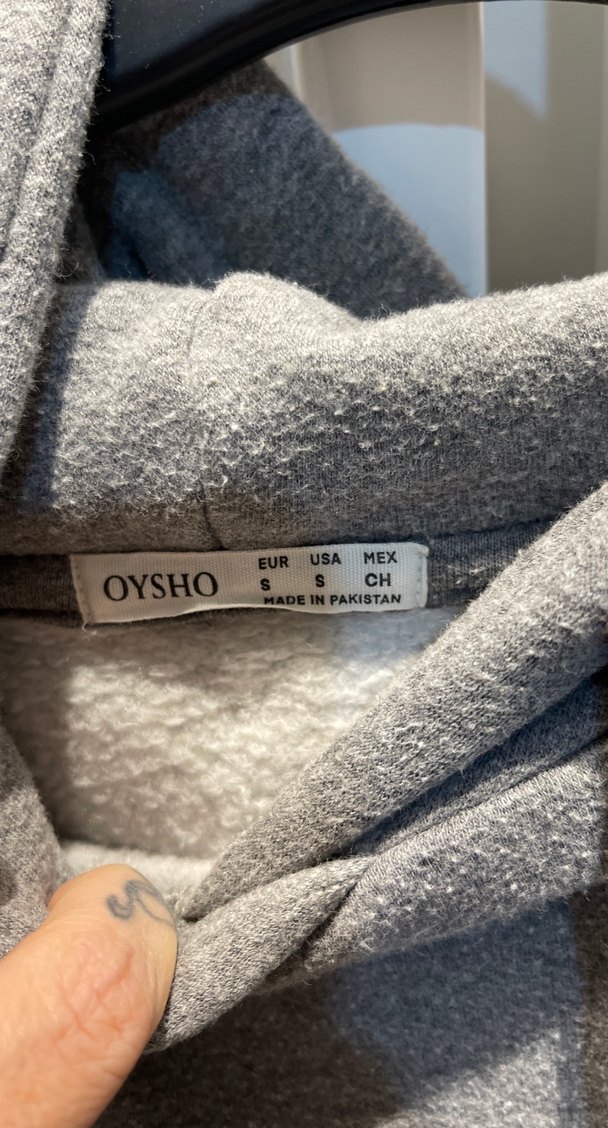 OYSHO
EUR USA MEX
S S CH
MADE IN PAKISTAN